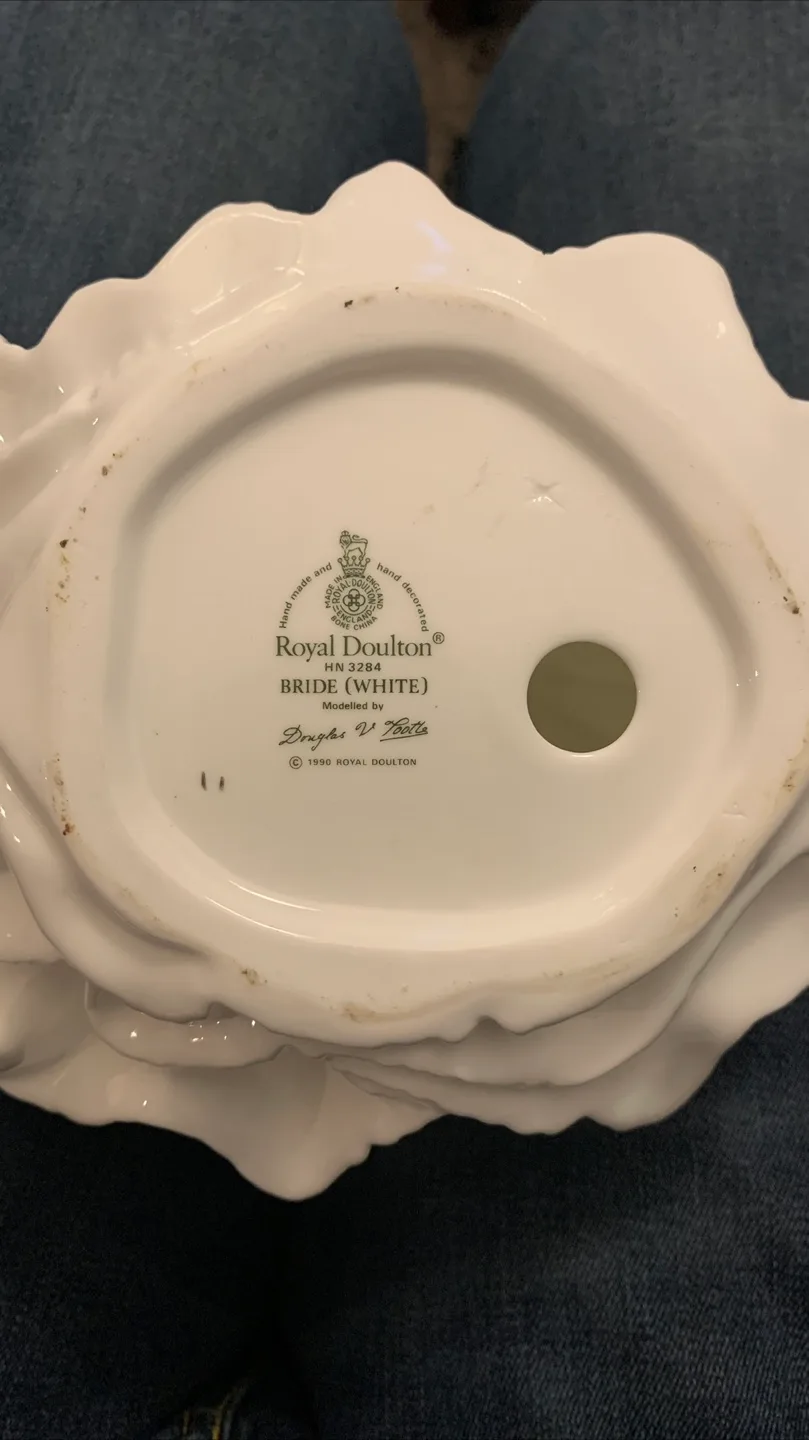 Hand made and hand decorated
MADE IN ENGLAND
ROYAL DOULTON
ENGLAND
BONE CHINA
Royal Doulton®
HN 3284
BRIDE (WHITE)
Modelled by
Douglas V Tootle
© 1990 ROYAL DOULTON